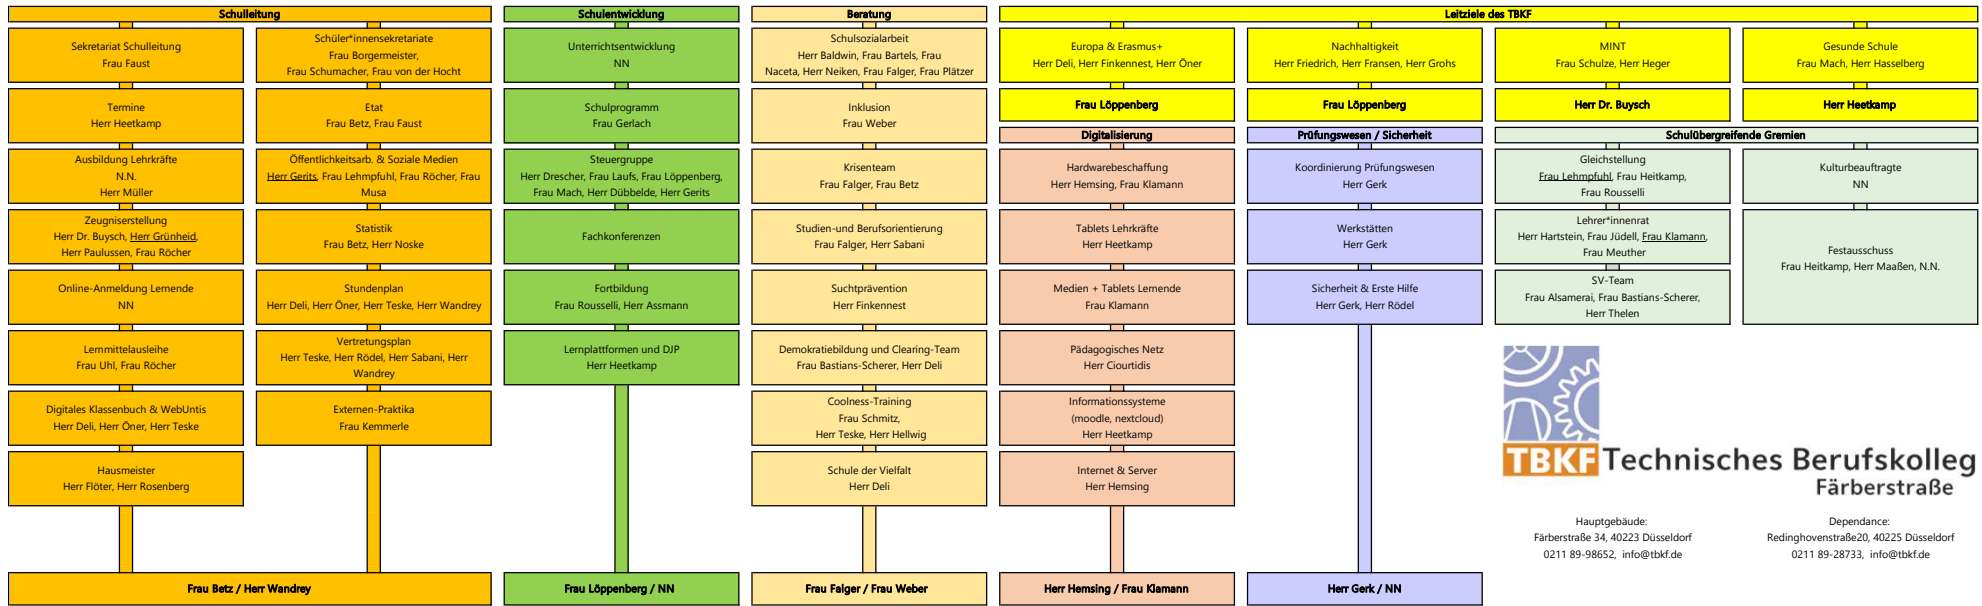 Schulleitung
Sekretariat Schulleitung
Frau Faust
Termine
Herr Heetkamp
Ausbildung Lehrkräfte
N.N.
Herr Müller
Zeugniserstellung
Herr Dr. Buysch, Herr Grünheid,
Herr Paulussen, Frau Röcher
Online-Anmeldung Lernende
NN
Lernmittelausleihe
Frau Uhl, Frau Röcher
Digitales Klassenbuch & WebUntis
Herr Deli, Herr Öner, Herr Teske
Hausmeister
Herr Flöter, Herr Rosenberg
Schüler*innensekretariate
Frau Borgermeister,
Frau Schumacher, Frau von der Hocht
Etat
Frau Betz, Frau Faust
Öffentlichkeitsarb. & Soziale Medien
Herr Gerits, Frau Lehmpfuhl, Frau Röcher, Frau
Musa
Statistik
Frau Betz, Herr Noske
Stundenplan
Herr Deli, Herr Öner, Herr Teske, Herr Wandrey
Vertretungsplan
Herr Teske, Herr Rödel, Herr Sabani, Herr
Wandrey
Externen-Praktika
Frau Kemmerle
Frau Betz / Herr Wandrey
Schulentwicklung
Unterrichtsentwicklung
NN
Schulprogramm
Frau Gerlach
Steuergruppe
Herr Drescher, Frau Laufs, Frau Löppenberg,
Frau Mach, Herr Dübbelde, Herr Gerits
Fachkonferenzen
Fortbildung
Frau Rousselli, Herr Assmann
Lernplattformen und DJP
Herr Heetkamp
Frau Löppenberg / NN
Beratung
Schulsozialarbeit
Herr Baldwin, Frau Bartels, Frau
Naceta, Herr Neiken, Frau Falger, Frau Plätzer
Inklusion
Frau Weber
Krisenteam
Frau Falger, Frau Betz
Studien-und Berufsorientierung
Frau Falger, Herr Sabani
Suchtprävention
Herr Finkennest
Demokratiebildung und Clearing-Team
Frau Bastians-Scherer, Herr Deli
Coolness-Training
Frau Schmitz,
Herr Teske, Herr Hellwig
Schule der Vielfalt
Herr Deli
Frau Falger / Frau Weber
Leitziele des TBKF
Europa & Erasmus+
Herr Deli, Herr Finkennest, Herr Öner
Frau Löppenberg
Nachhaltigkeit
Herr Friedrich, Herr Fransen, Herr Grohs
Frau Löppenberg
MINT
Frau Schulze, Herr Heger
Herr Dr. Buysch
Gesunde Schule
Frau Mach, Herr Hasselberg
Herr Heetkamp
Digitalisierung
Hardwarebeschaffung
Herr Hemsing, Frau Klamann
Tablets Lehrkräfte
Herr Heetkamp
Medien + Tablets Lernende
Frau Klamann
Pädagogisches Netz
Herr Ciourtidis
Informationssysteme
(moodle, nextcloud)
Herr Heetkamp
Internet & Server
Herr Hemsing
Herr Hemsing / Frau Klamann
Prüfungswesen / Sicherheit
Koordinierung Prüfungswesen
Herr Gerk
Werkstätten
Herr Gerk
Sicherheit & Erste Hilfe
Herr Gerk, Herr Rödel
Herr Gerk / NN
Schulübergreifende Gremien
Gleichstellung
Frau Lehmpfuhl, Frau Heitkamp,
Frau Rousselli
Lehrer*innenrat
Herr Hartstein, Frau Jüdell, Frau Klamann,
Frau Meuther
SV-Team
Frau Alsamerai, Frau Bastians-Scherer,
Herr Thelen
Kulturbeauftragte
NN
Festausschuss
Frau Heitkamp, Herr Maaßen, N.N.
TBKF Technisches Berufskolleg
Färberstraße
Hauptgebäude:
Färberstraße 34, 40223 Düsseldorf
0211 89-98652, info@tbkf.de
Dependance:
Redinghovenstraße20, 40225 Düsseldorf
0211 89-28733, info@tbkf.de